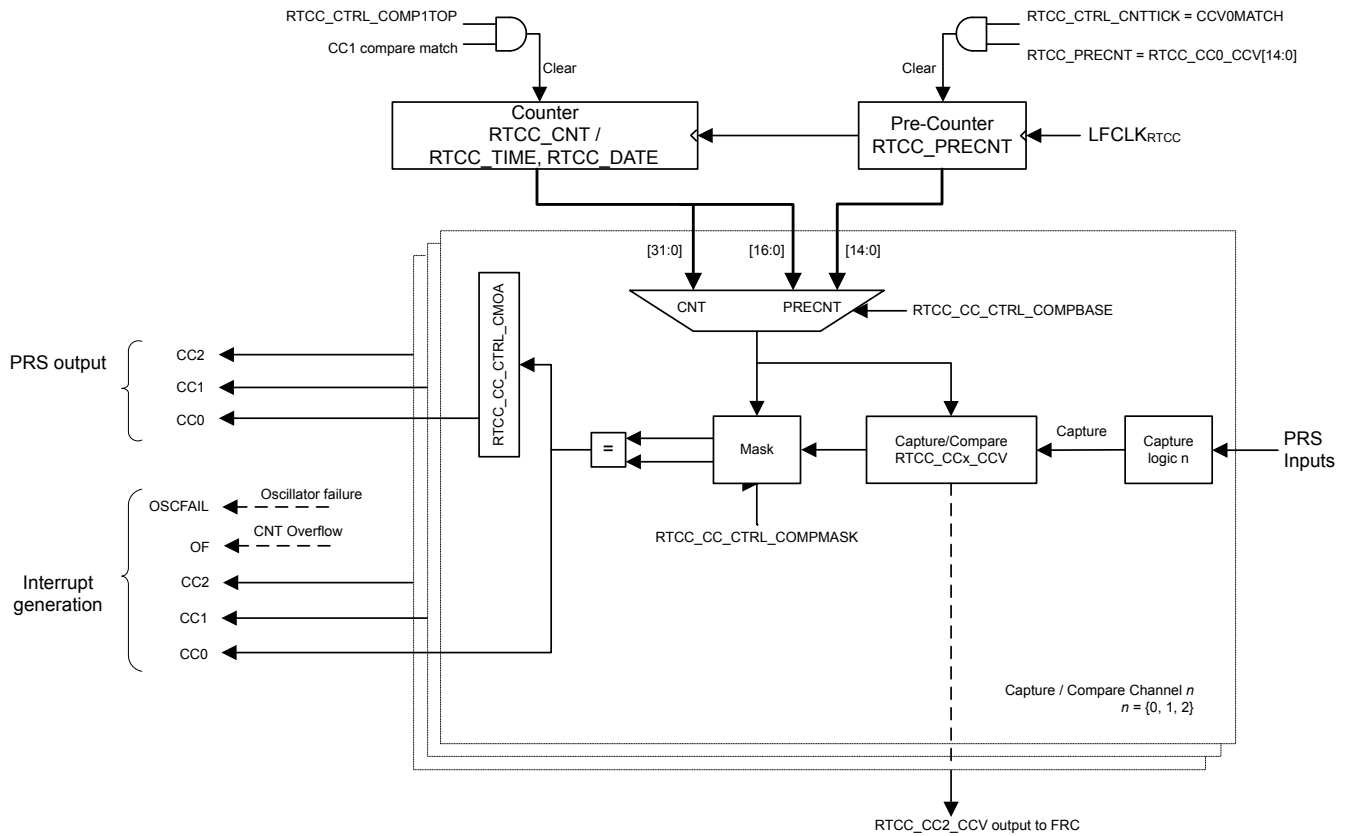 RTCC_CTRL_COMP1TOP
CC1 compare match
RTCC_CTRL_CNTTICK = CCV0MATCH
RTCC_PRECNT = RTCC_CC0_CCV[14:0]
Clear
Clear
Counter
RTCC_CNT /
RTCC_TIME, RTCC_DATE
Pre-Counter
RTCC_PRECNT
LFCLKRTCC
[31:0]
[16:0]
[14:0]
CNT
PRECNT
RTCC_CC_CTRL_COMPBASE
RTCC_CC_CTRL_CMOA
PRS output
CC2
CC1
CC0
=
Mask
Capture/Compare
RTCC_CCx_CCV
Capture
Capture
logic n
PRS
Inputs
RTCC_CC_CTRL_COMPMASK
Interrupt
generation
OSCFAIL
Oscillator failure
OF
CNT Overflow
CC2
CC1
CC0
Capture / Compare Channel n
n = {0, 1, 2}
RTCC_CC2_CCV output to FRC